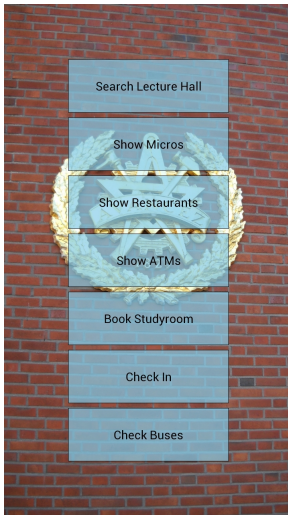 Search Lecture Hall
Show Micros
Show Restaurants
Show ATMs
Book Studyroom
Check In
Check Buses